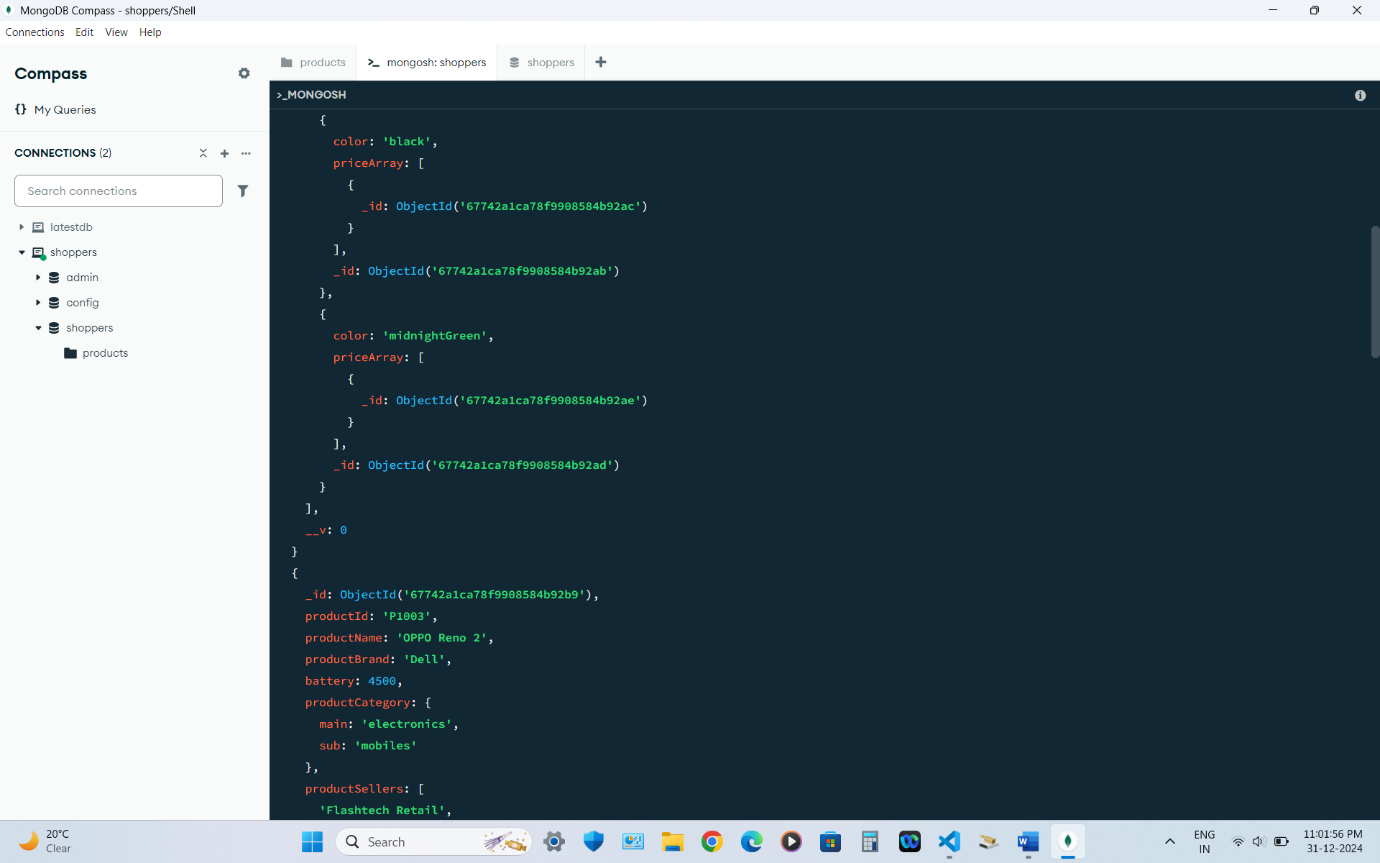 MongoDB Compass - shoppers/Shell
Connections Edit View Help
Compass
{} My Queries
CONNECTIONS (2)
Search connections
latestdb
shoppers
admin
config
shoppers
products
products
>_ mongosh: shoppers
shoppers
>_MONGOSH
{
color: 'black',
priceArray: [
{
_id: ObjectId('67742a1ca78f9908584b92ac')
}
],
_id: ObjectId('67742a1ca78f9908584b92ab')
},
{
color: 'midnightGreen',
priceArray: [
{
_id: ObjectId('67742a1ca78f9908584b92ae')
}
],
_id: ObjectId('67742a1ca78f9908584b92ad')
}
],
__v: 0
}
{
_id: ObjectId('67742a1ca78f9908584b92b9'),
productId: 'P1003',
productName: 'OPPO Reno 2',
productBrand: 'Dell',
battery: 4500,
productCategory: {
main: 'electronics',
sub: 'mobiles'
},
productSellers: [
'Flashtech Retail',
20°C
Clear
Search
ENG
IN
11:01:56 PM
31-12-2024